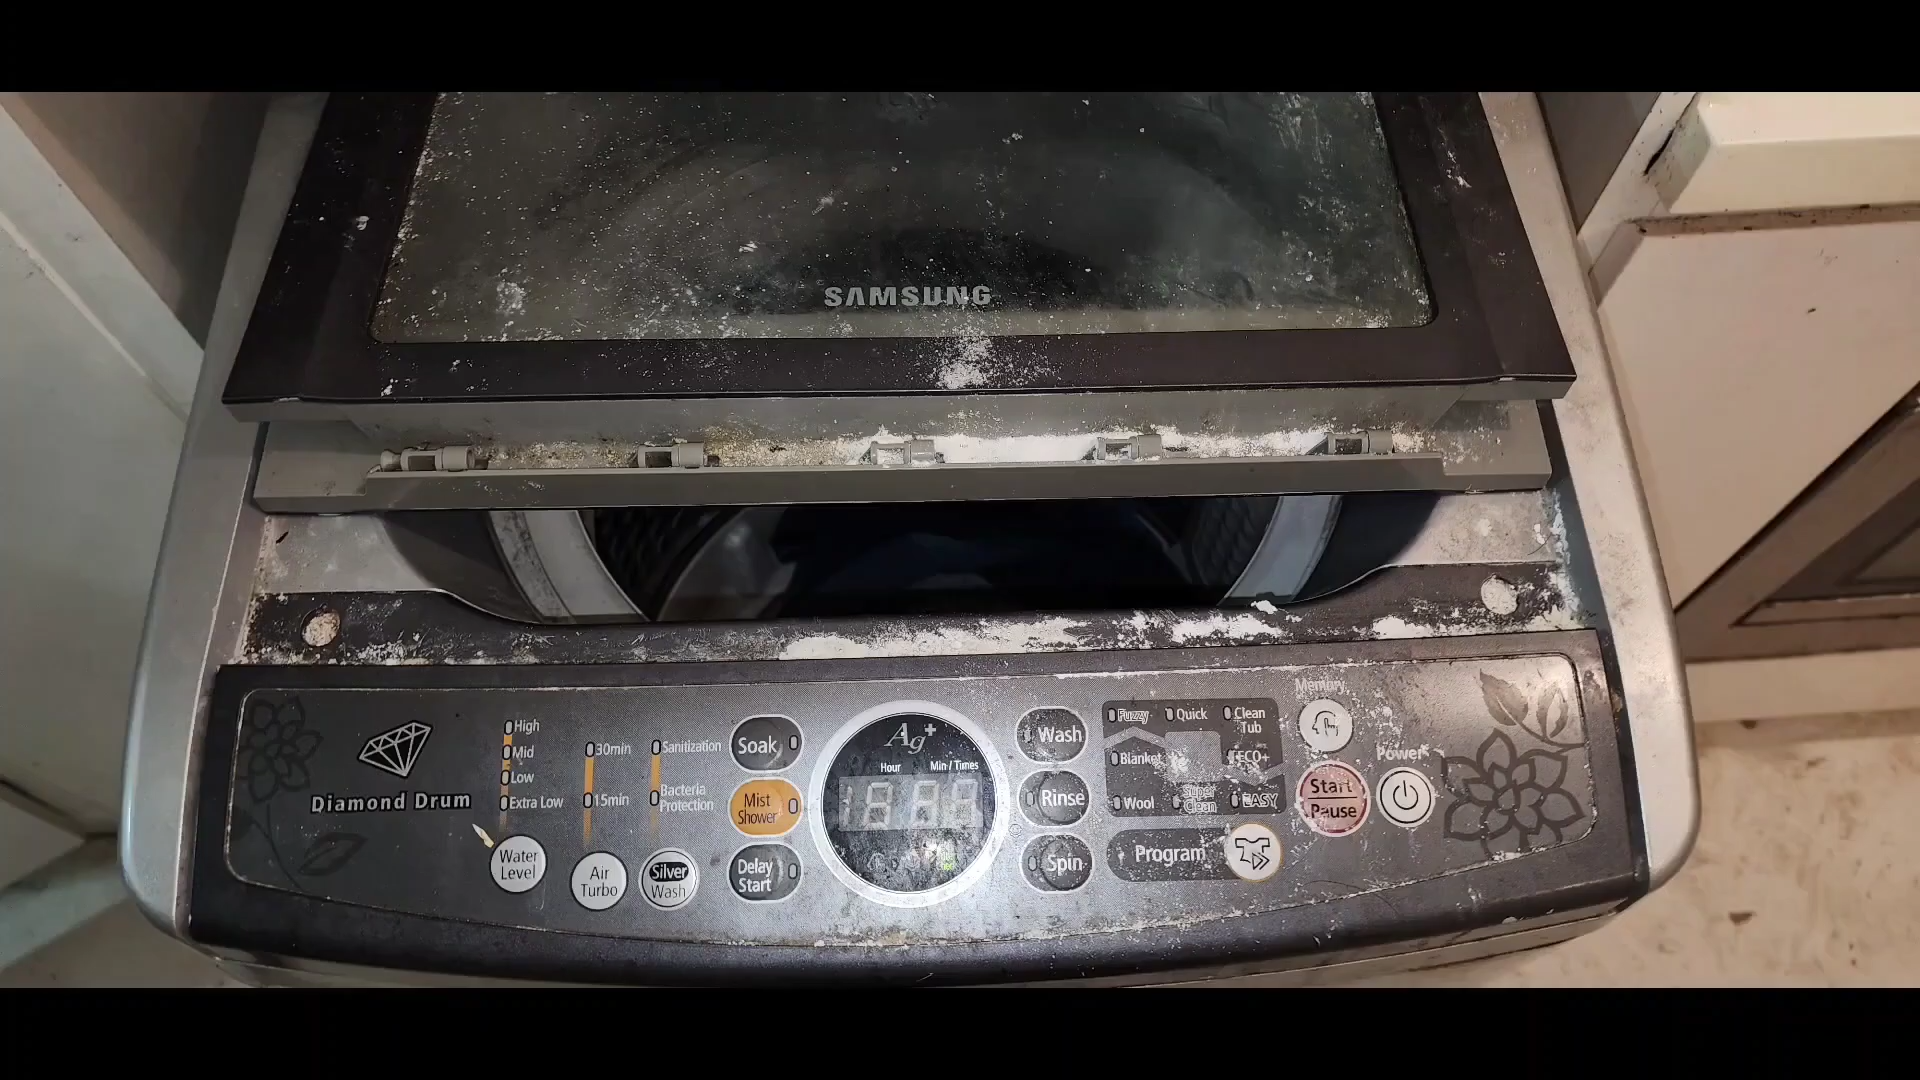 SAMSUNG
Diamond Drum
High
Mid
Low
Extra Low
Water
Level
30min
15min
Air
Turbo
Sanitization
Bacteria
Protection
Silver
Wash
Soak
Mist
Shower
Delay
Start
Ag+
Hour
Min / Times
Wash
Rinse
Spin
Fuzzy
Quick
Clean
Tub
Blanket
ECO+
Wool
Super
Clean
EASY
Program
Memory
Start
Pause
Power